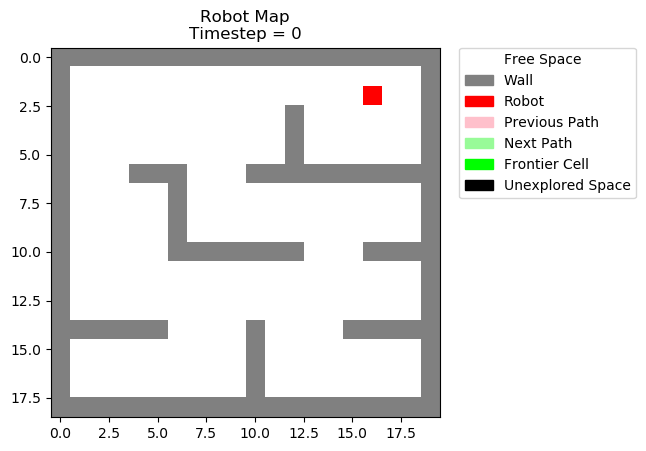 Robot Map
Timestep = 0
0.0
2.5
5.0
7.5
10.0
12.5
15.0
17.5
0.0
2.5
5.0
7.5
10.0
12.5
15.0
17.5
Free Space
Wall
Robot
Previous Path
Next Path
Frontier Cell
Unexplored Space